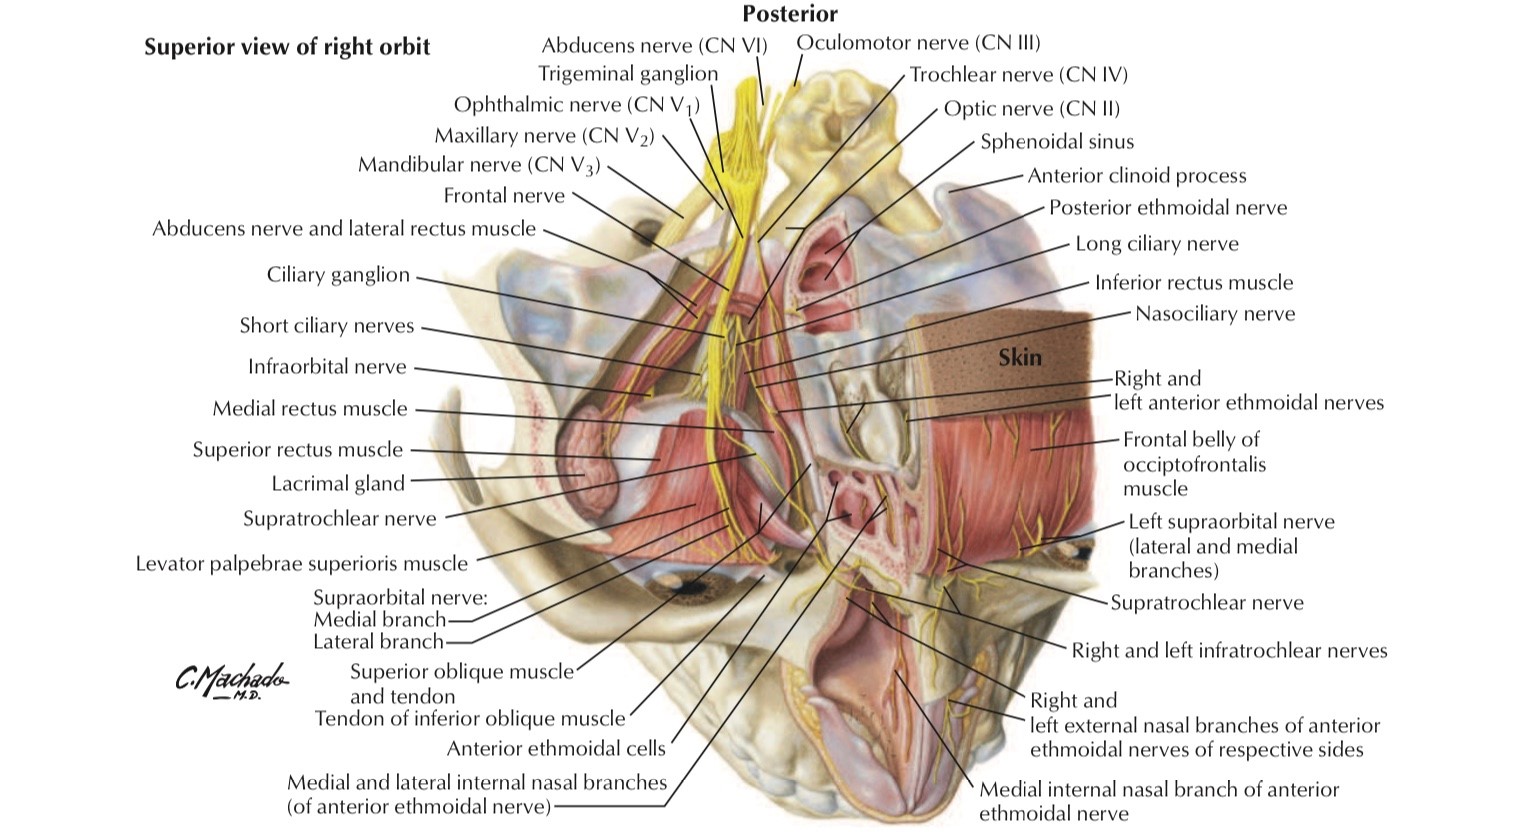 Posterior
Superior view of right orbit
Abducens nerve (CN VI)
Oculomotor nerve (CN III)
Trigeminal ganglion
Trochlear nerve (CN IV)
Ophthalmic nerve (CN V1)
Optic nerve (CN II)
Maxillary nerve (CN V2)
Sphenoidal sinus
Mandibular nerve (CN V3)
Anterior clinoid process
Frontal nerve
Posterior ethmoidal nerve
Abducens nerve and lateral rectus muscle
Long ciliary nerve
Ciliary ganglion
Inferior rectus muscle
Short ciliary nerves
Nasociliary nerve
Skin
Infraorbital nerve
Right and
left anterior ethmoidal nerves
Medial rectus muscle
Frontal belly of
occiptofrontalis
muscle
Superior rectus muscle
Lacrimal gland
Supratrochlear nerve
Left supraorbital nerve
(lateral and medial
branches)
Levator palpebrae superioris muscle
Supraorbital nerve:
Medial branch
Lateral branch
Supratrochlear nerve
Right and left infratrochlear nerves
C. Machado
M.D.
Superior oblique muscle
and tendon
Tendon of inferior oblique muscle
Right and
left external nasal branches of anterior
ethmoidal nerves of respective sides
Anterior ethmoidal cells
Medial and lateral internal nasal branches
(of anterior ethmoidal nerve)
Medial internal nasal branch of anterior
ethmoidal nerve